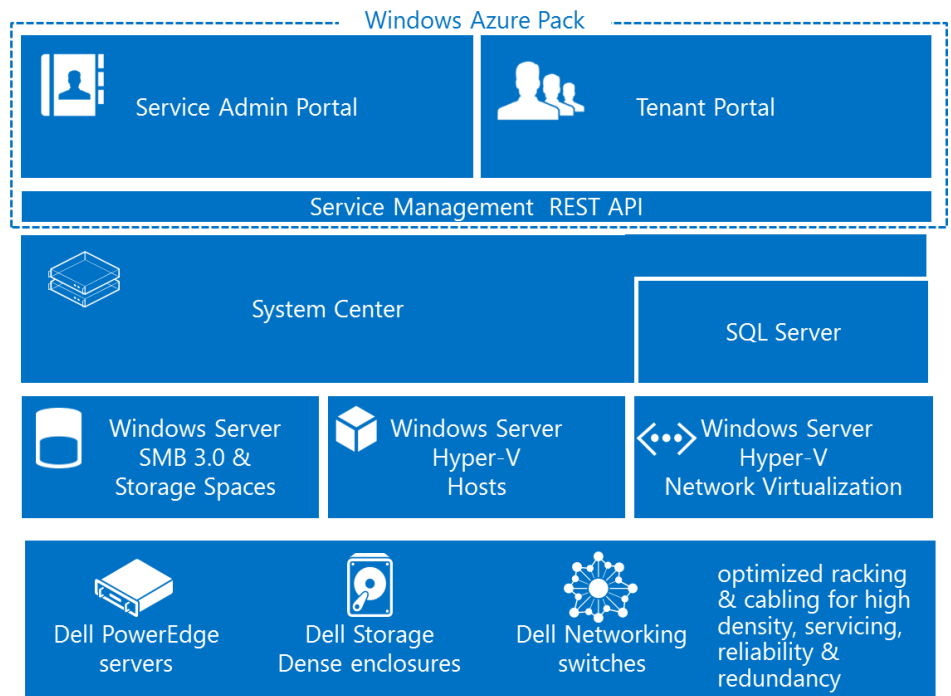 Windows Azure Pack
Service Admin Portal
Tenant Portal
Service Management REST API
System Center
SQL Server
Windows Server
SMB 3.0 &
Storage Spaces
Windows Server
Hyper-V
Hosts
Windows Server
Hyper-V
Network Virtualization
Dell PowerEdge
servers
Dell Storage
Dense enclosures
Dell Networking
switches
optimized racking
& cabling for high
density, servicing,
reliability &
redundancy